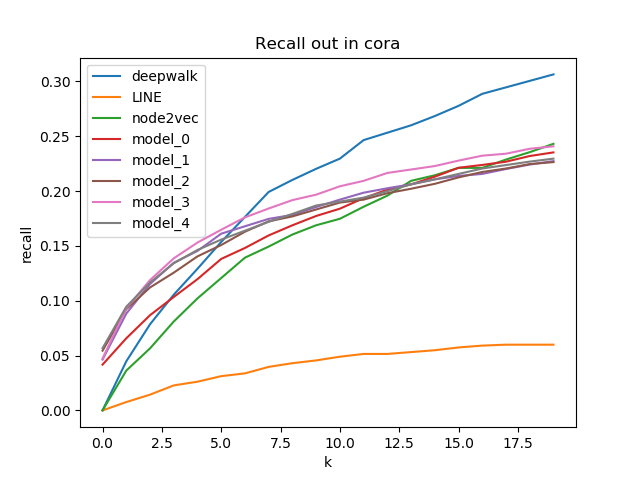 Recall out in cora
recall
0.30
0.25
0.20
0.15
0.10
0.05
0.00
deepwalk
LINE
node2vec
model_0
model_1
model_2
model_3
model_4
0.0 2.5 5.0 7.5 10.0 12.5 15.0 17.5
k